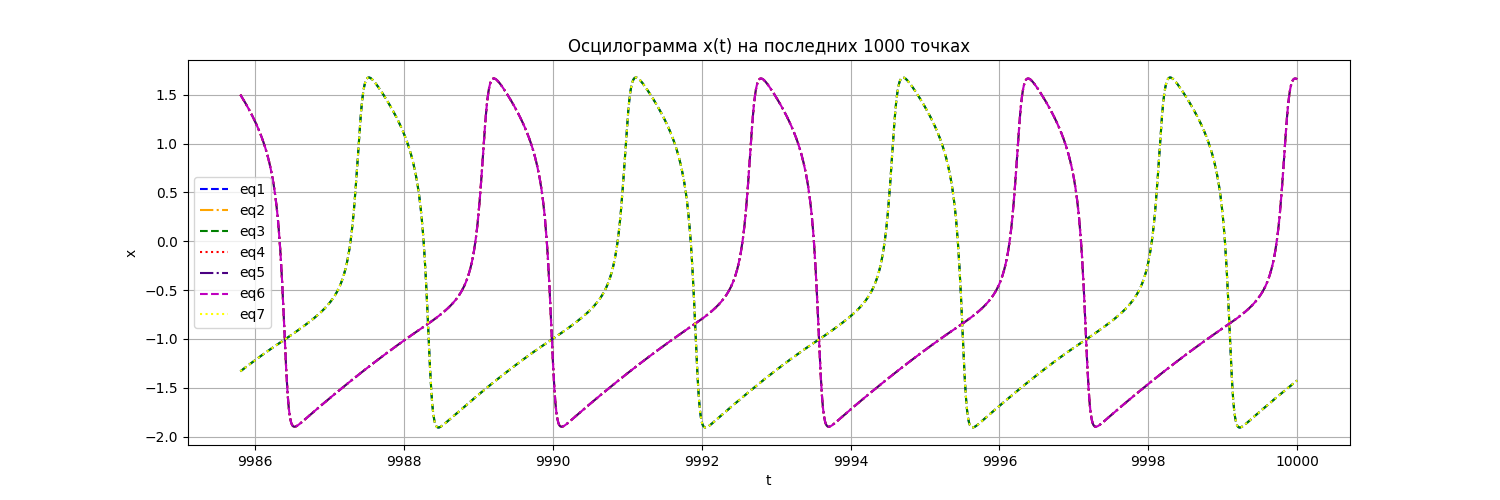 Осцилограмма x(t) на последних 1000 точках
x
1.5
1.0
0.5
0.0
−0.5
−1.0
−1.5
−2.0
eq1
eq2
eq3
eq4
eq5
eq6
eq7
9986
9988
9990
9992
9994
9996
9998
10000
t